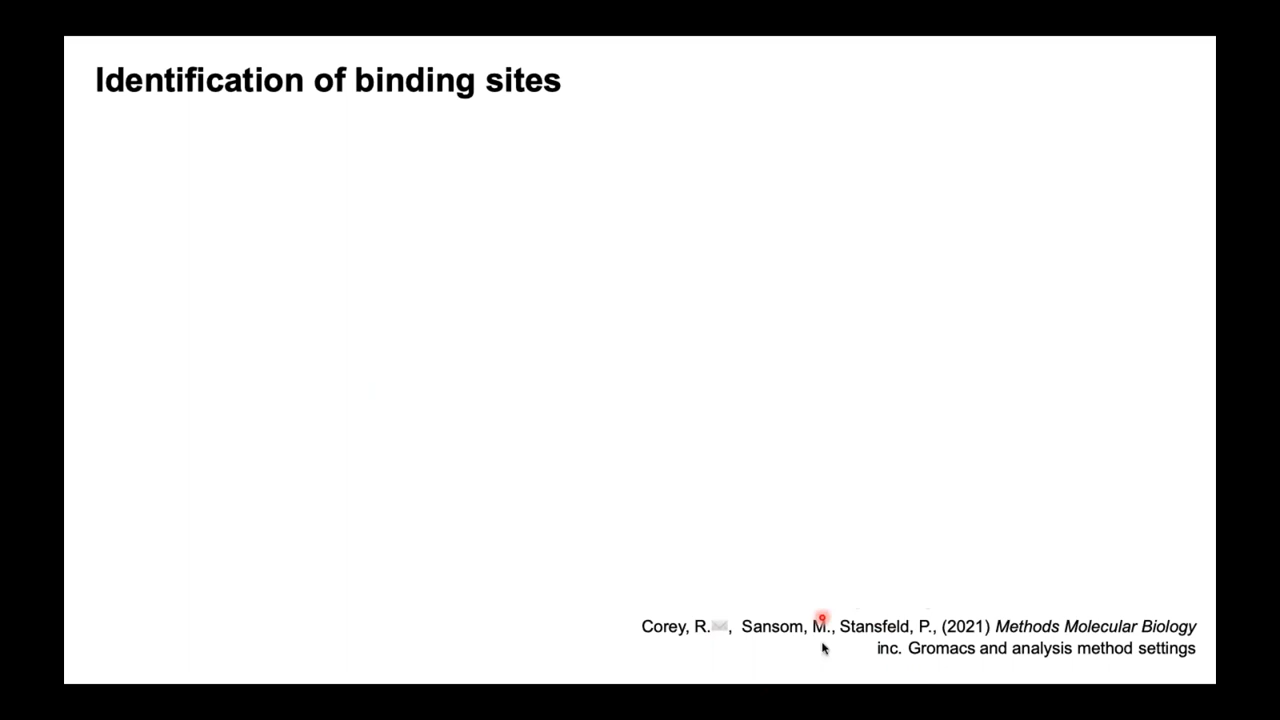 Identification of binding sites
Corey, R.✉, Sansom, M., Stansfeld, P., (2021) Methods Molecular Biology
inc. Gromacs and analysis method settings